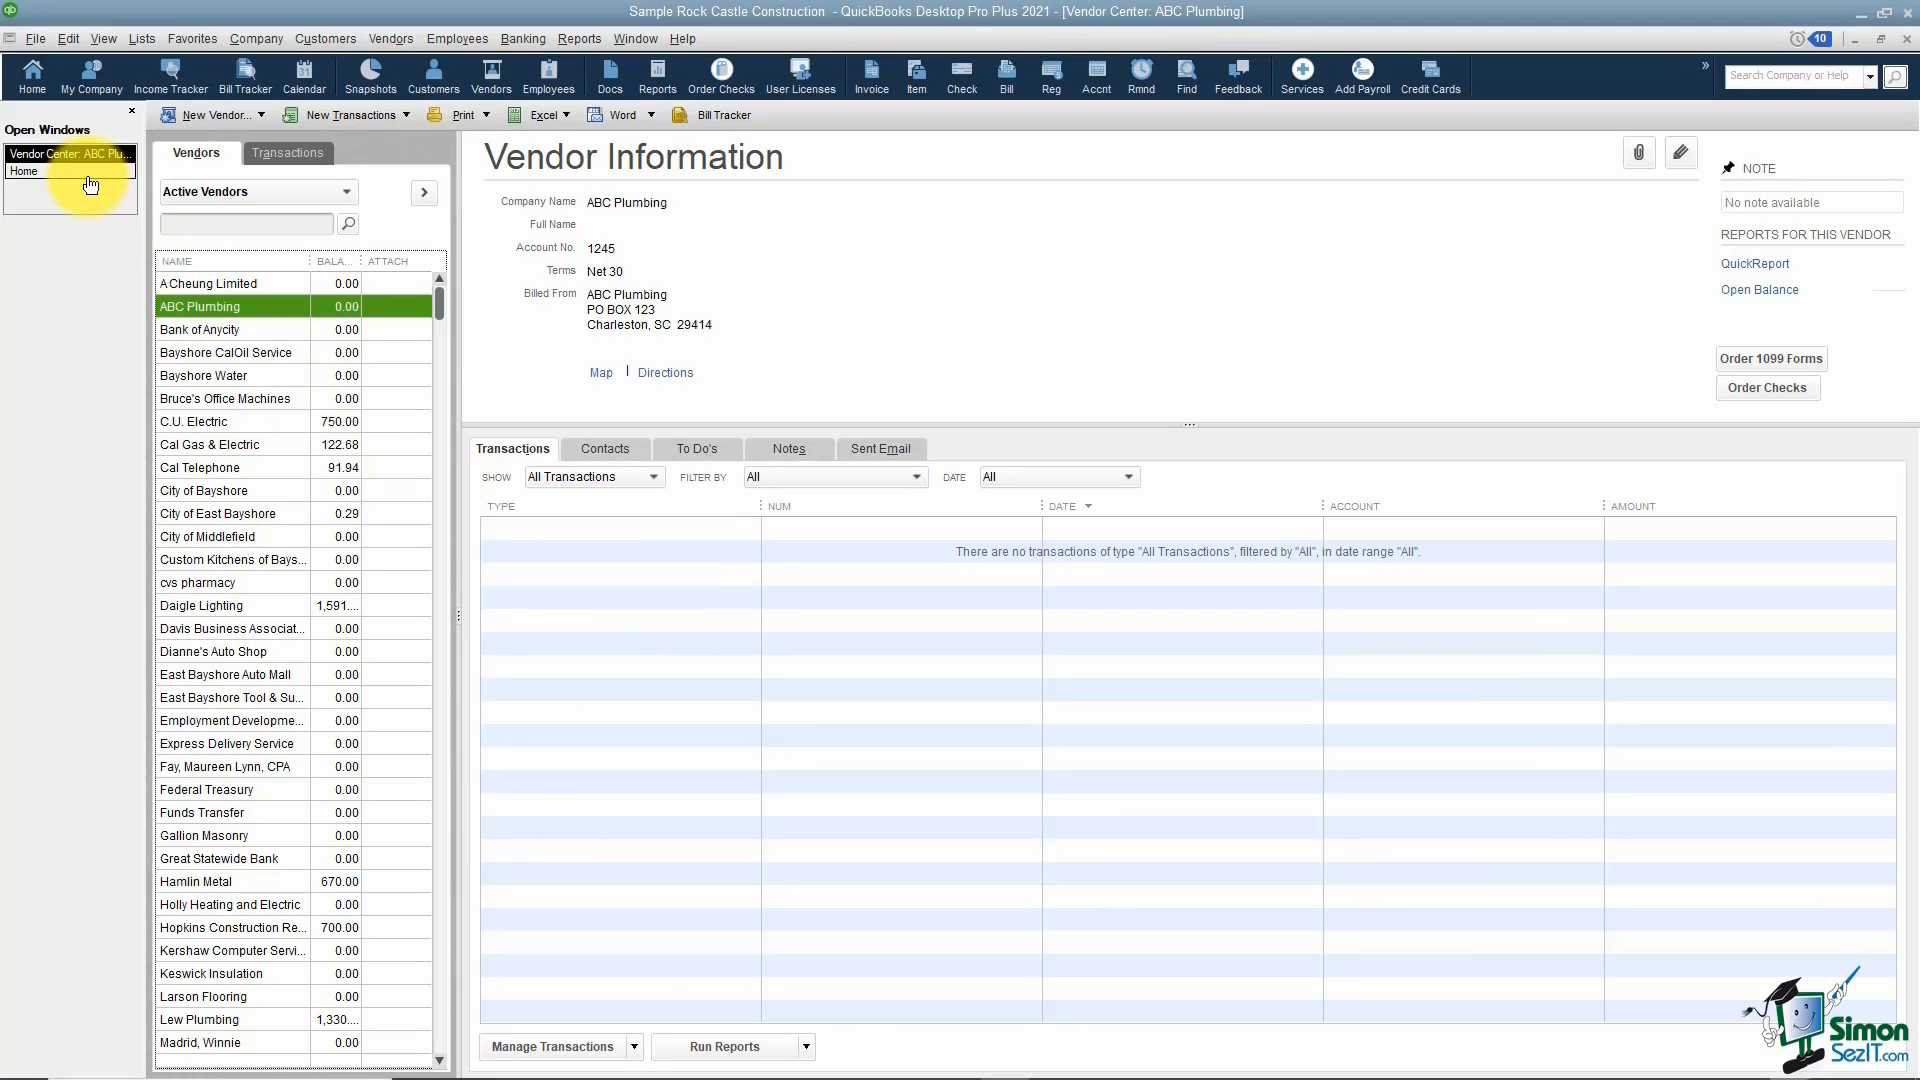 Sample Rock Castle Construction - QuickBooks Desktop Pro Plus 2021 - [Vendor Center: ABC Plumbing]
File Edit View Lists Favorites Company Customers Vendors Employees Banking Reports Window Help
10
Home My Company Income Tracker Bill Tracker Calendar Snapshots Customers Vendors Employees Docs Reports Order Checks User Licenses Invoice Item Check Bill Reg Accnt Rmnd Find Feedback Services Add Payroll Credit Cards
Search Company or Help
New Vendor... New Transactions Print Excel Word Bill Tracker
Open Windows
Vendor Center: ABC Plu...
Home
Vendors Transactions
Active Vendors
NAME BALA... ATTACH
A Cheung Limited 0.00
ABC Plumbing 0.00
Bank of Anycity 0.00
Bayshore CalOil Service 0.00
Bayshore Water 0.00
Bruce's Office Machines 0.00
C.U. Electric 750.00
Cal Gas & Electric 122.68
Cal Telephone 91.94
City of Bayshore 0.00
City of East Bayshore 0.29
City of Middlefield 0.00
Custom Kitchens of Bays... 0.00
cvs pharmacy 0.00
Daigle Lighting 1,591....
Davis Business Associat... 0.00
Dianne's Auto Shop 0.00
East Bayshore Auto Mall 0.00
East Bayshore Tool & Su... 0.00
Employment Developme... 0.00
Express Delivery Service 0.00
Fay, Maureen Lynn, CPA 0.00
Federal Treasury 0.00
Funds Transfer 0.00
Gallion Masonry 0.00
Great Statewide Bank 0.00
Hamlin Metal 670.00
Holly Heating and Electric 0.00
Hopkins Construction Re... 700.00
Kershaw Computer Servi... 0.00
Keswick Insulation 0.00
Larson Flooring 0.00
Lew Plumbing 1,330....
Madrid, Winnie 0.00
Vendor Information
Company Name ABC Plumbing
Full Name
Account No. 1245
Terms Net 30
Billed From ABC Plumbing
PO BOX 123
Charleston, SC 29414
Map | Directions
NOTE
No note available
REPORTS FOR THIS VENDOR
QuickReport
Open Balance
Order 1099 Forms
Order Checks
Transactions Contacts To Do's Notes Sent Email
SHOW All Transactions FILTER BY All DATE All
TYPE NUM DATE ACCOUNT AMOUNT
There are no transactions of type "All Transactions", filtered by "All", in date range "All".
Manage Transactions Run Reports
Simon
SezIT.com